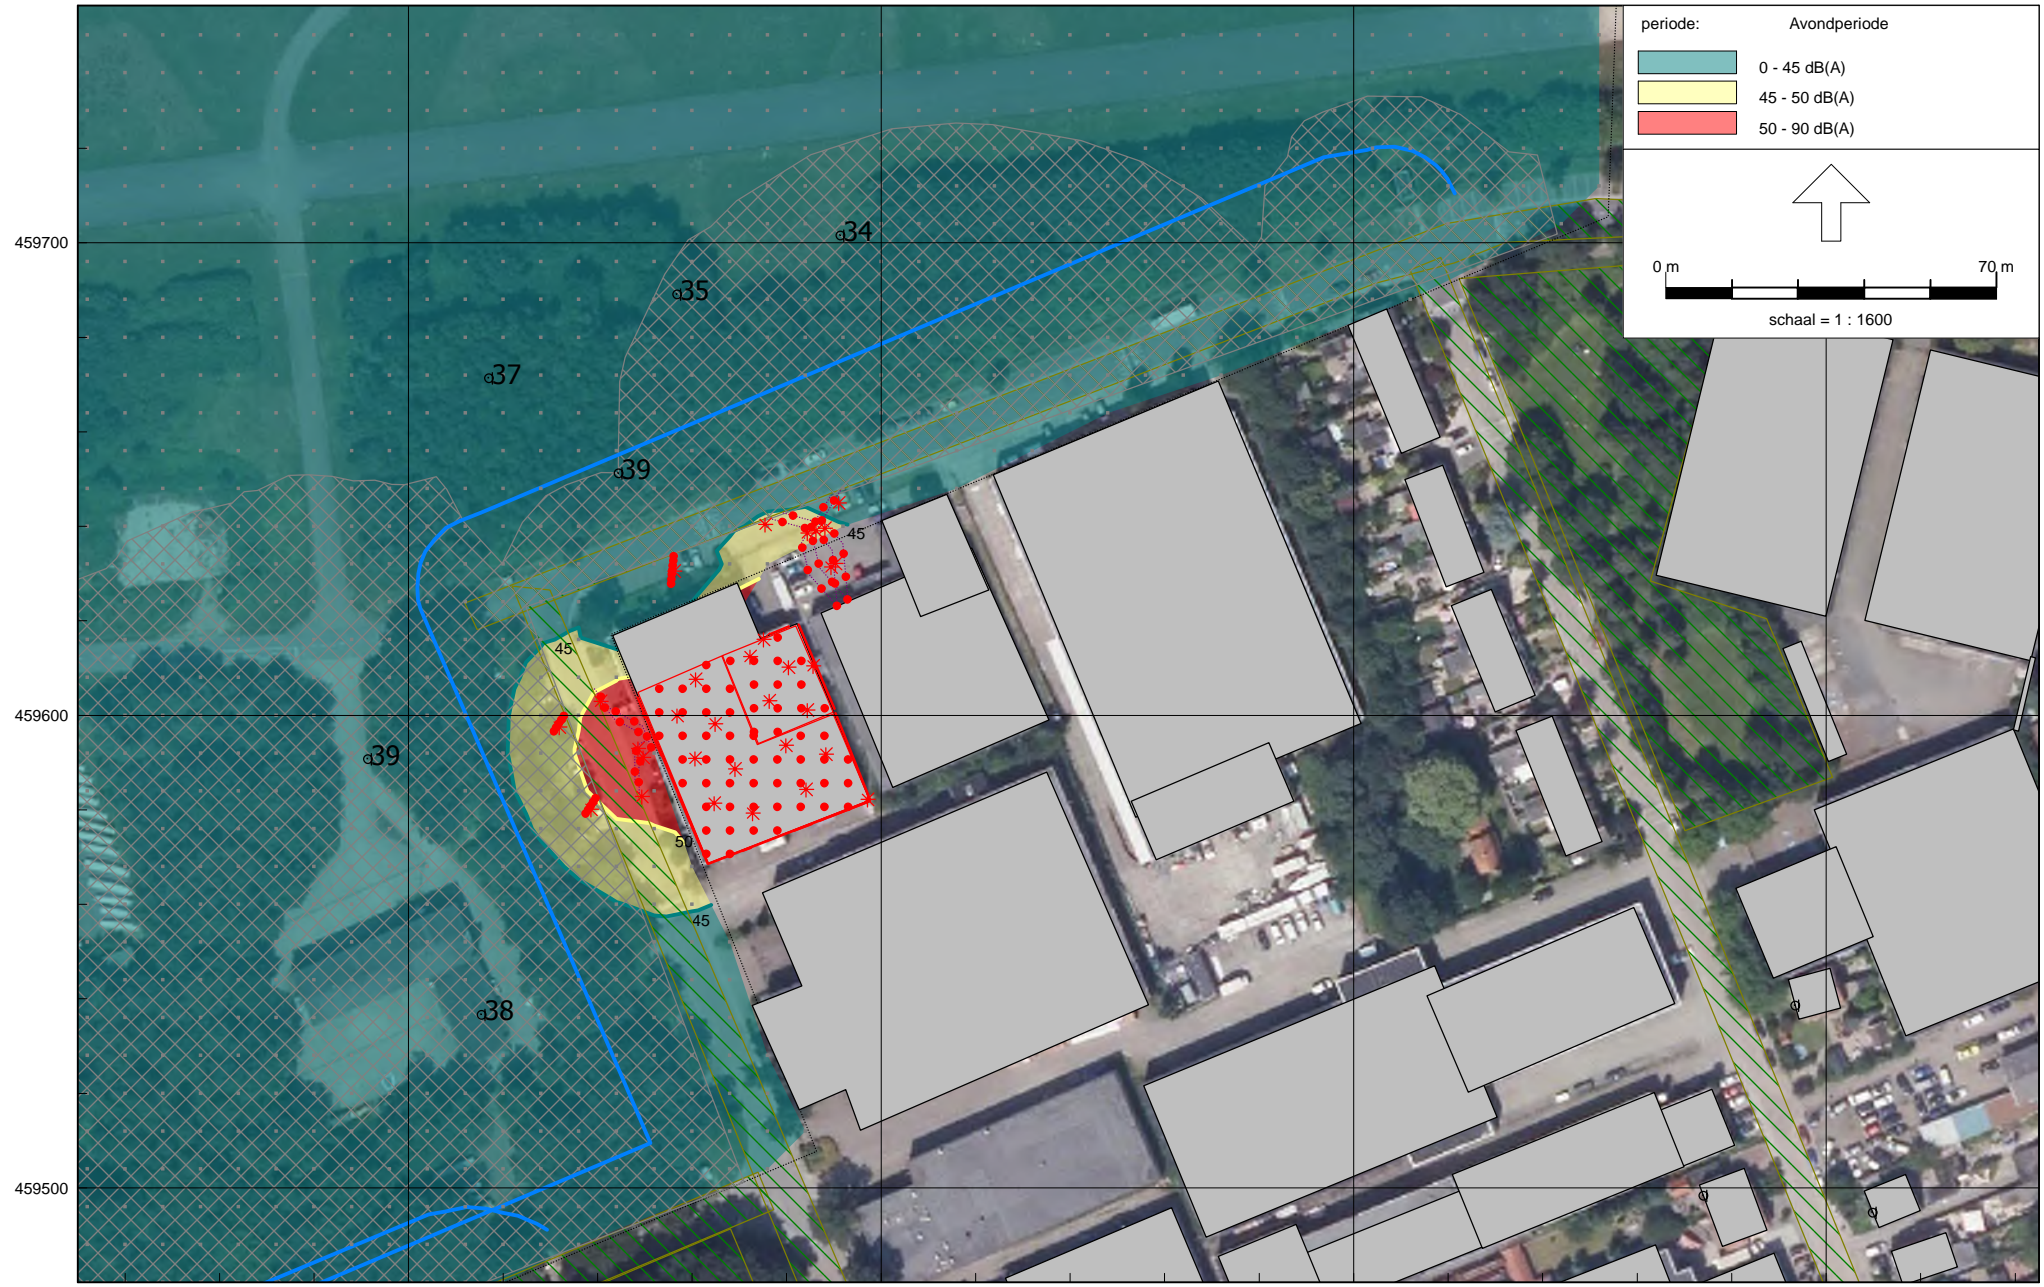 periode: Avondperiode
0 - 45 dB(A)
45 - 50 dB(A)
50 - 90 dB(A)
0 m 70 m
schaal = 1 : 1600
459700
34
35
37
39
45
45
459600
39
50
45
38
459500